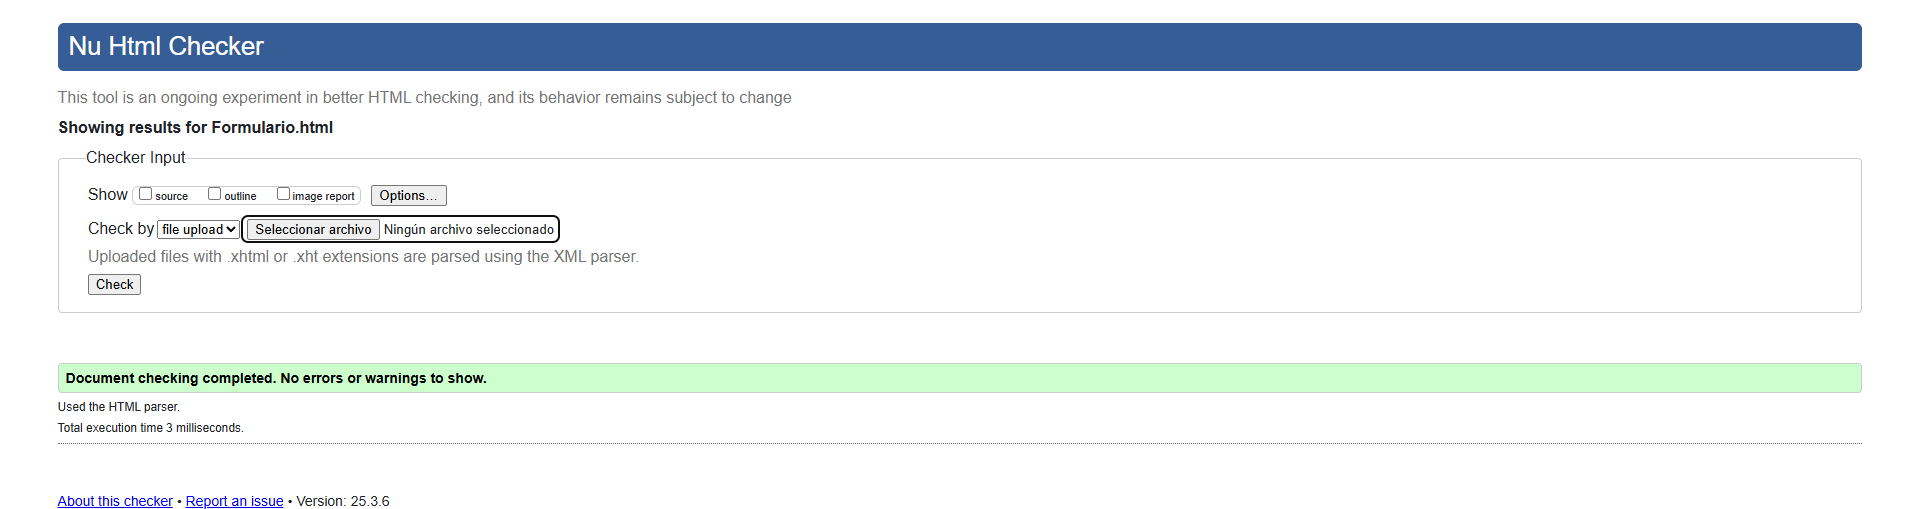 Nu Html Checker
This tool is an ongoing experiment in better HTML checking, and its behavior remains subject to change
Showing results for Formulario.html
Checker Input
Show source outline image report Options...
Check by file upload Seleccionar archivo Ningún archivo seleccionado
Uploaded files with .xhtml or .xht extensions are parsed using the XML parser.
Check
Document checking completed. No errors or warnings to show.
Used the HTML parser.
Total execution time 3 milliseconds.
About this checker • Report an issue • Version: 25.3.6